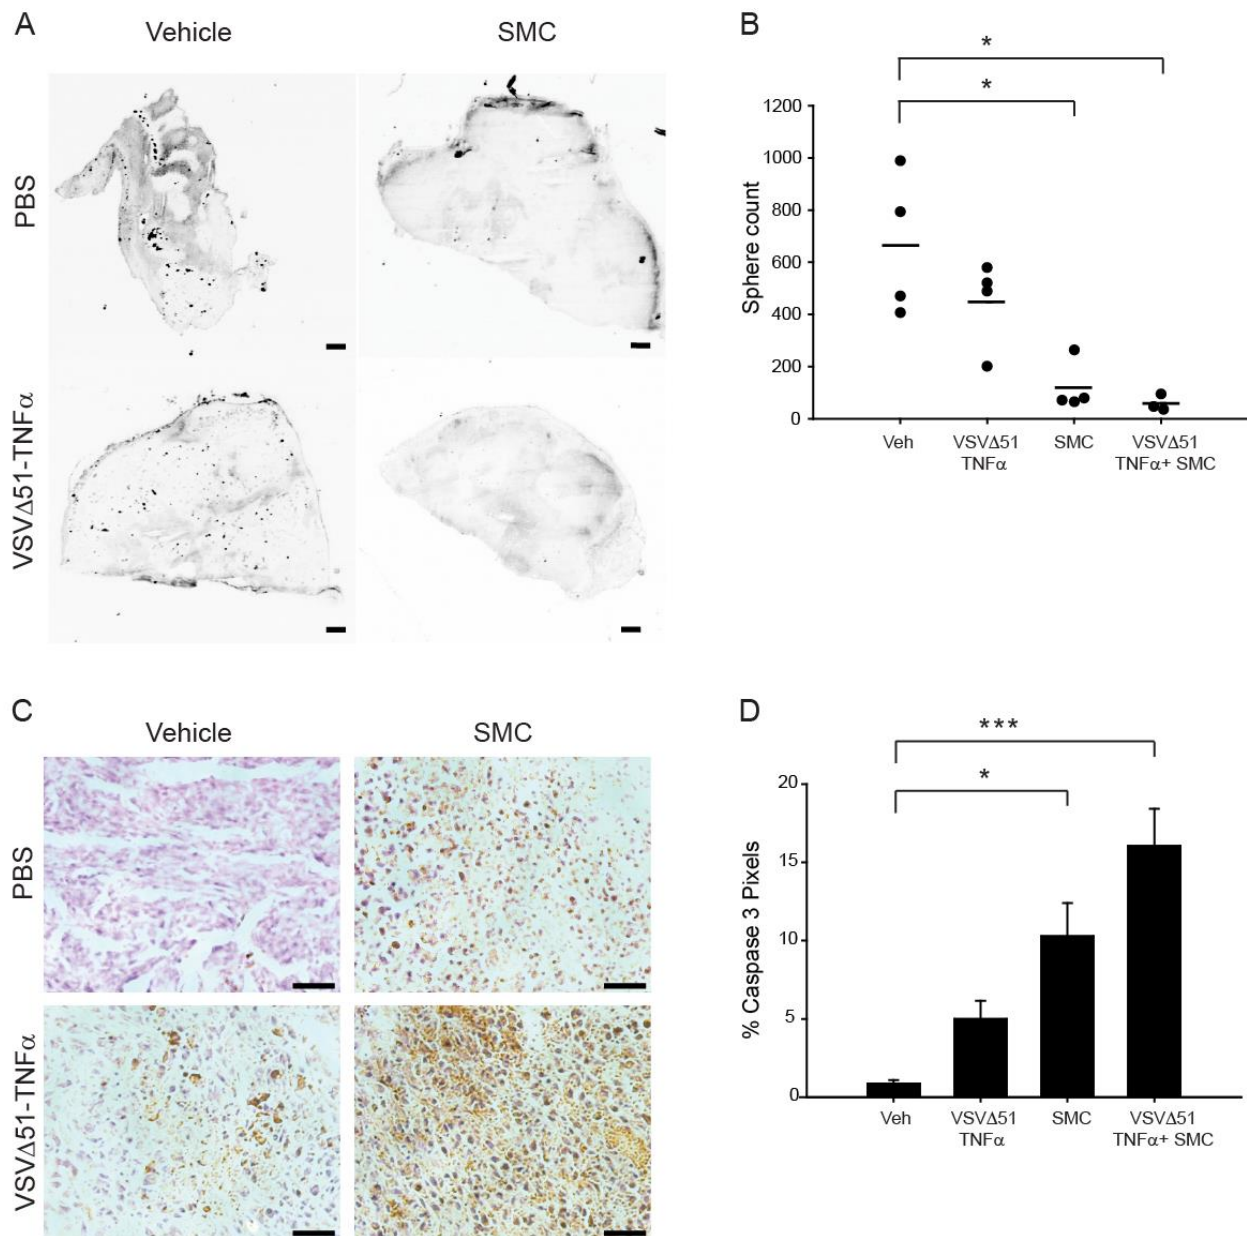 A
Vehicle
SMC
PBS
VSVΔ51-TNFα
B
*
*
Sphere count
1200
1000
800
600
400
200
0
Veh
VSVΔ51
TNFα
SMC
VSVΔ51
TNFα+ SMC
C
Vehicle
SMC
PBS
VSVΔ51-TNFα
D
***
*
% Caspase 3 Pixels
20
15
10
5
0
Veh
VSVΔ51
TNFα
SMC
VSVΔ51
TNFα+ SMC